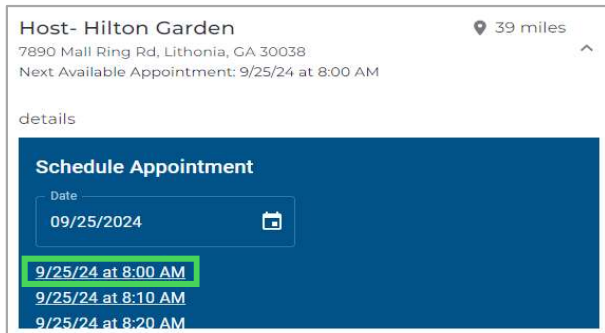 Host- Hilton Garden
39 miles
7890 Mall Ring Rd, Lithonia, GA 30038
Next Available Appointment: 9/25/24 at 8:00 AM
details
Schedule Appointment
Date
09/25/2024
9/25/24 at 8:00 AM
9/25/24 at 8:10 AM
9/25/24 at 8:20 AM